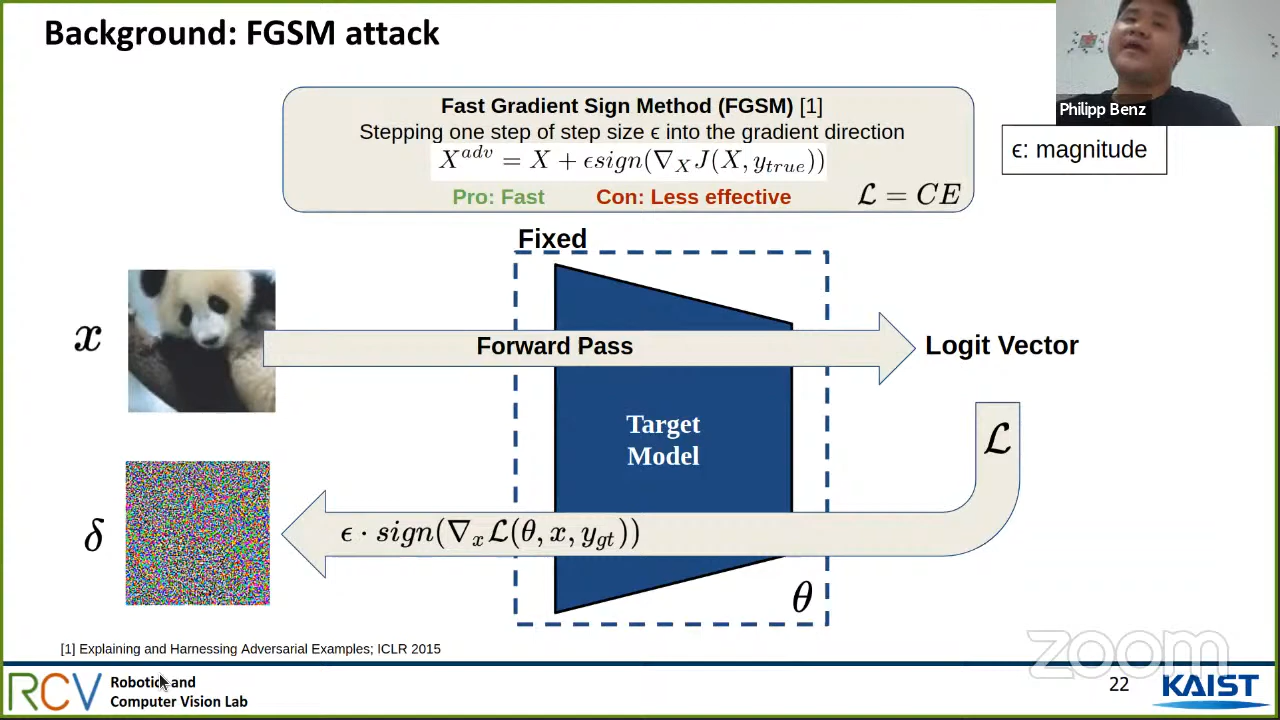 Background: FGSM attack
Philipp Benz
Fast Gradient Sign Method (FGSM) [1]
Stepping one step of step size ϵ into the gradient direction
X^{adv} = X + ϵsign(∇_X J(X, y_{true}))
Pro: Fast Con: Less effective ℒ = CE
ϵ: magnitude
Fixed
x
Forward Pass
Logit Vector
Target
Model
ℒ
δ
ϵ · sign(∇_x ℒ(θ, x, y_{gt}))
θ
[1] Explaining and Harnessing Adversarial Examples; ICLR 2015
zoom
RCV
Robotics and
Computer Vision Lab
22
KAIST